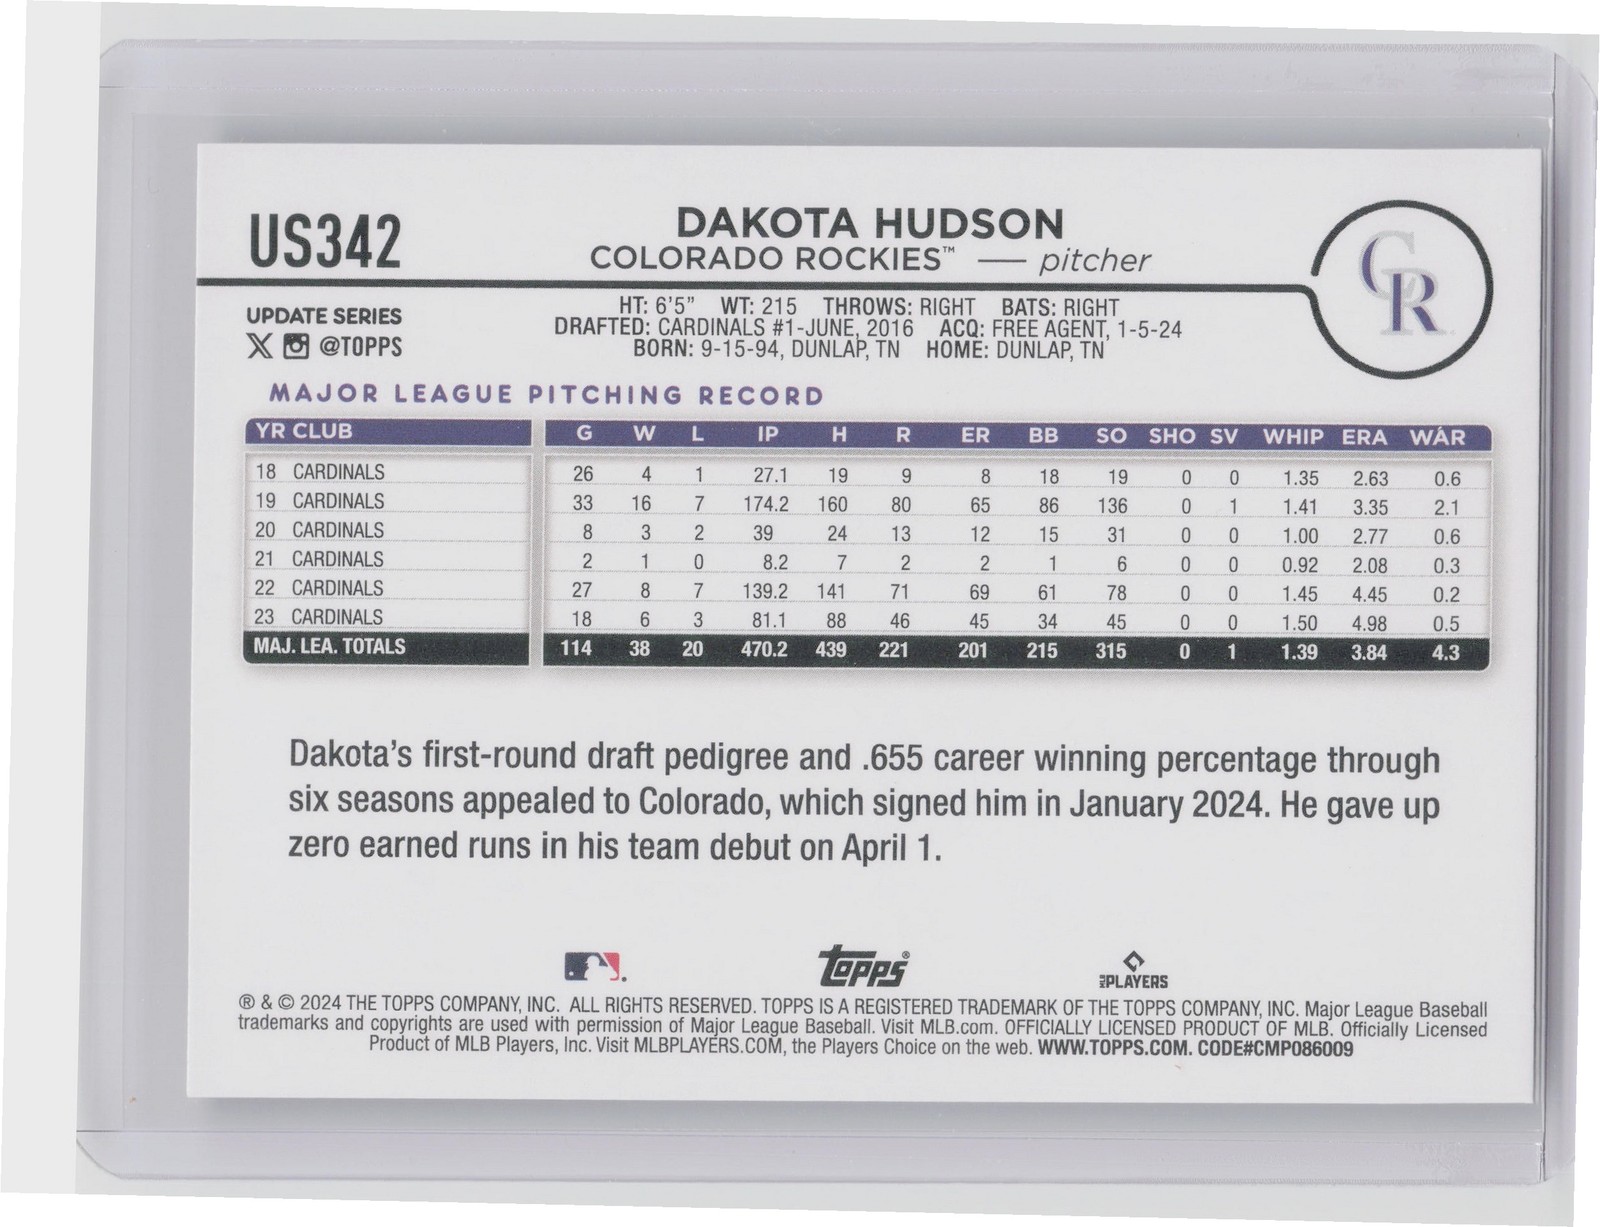 US342
DAKOTA HUDSON
COLORADO ROCKIES™ — pitcher
CR
UPDATE SERIES
X @TOPPS
HT: 6'5" WT: 215 THROWS: RIGHT BATS: RIGHT
DRAFTED: CARDINALS #1-JUNE, 2016 ACQ: FREE AGENT, 1-5-24
BORN: 9-15-94, DUNLAP, TN HOME: DUNLAP, TN
MAJOR LEAGUE PITCHING RECORD
YR CLUB G W L IP H R ER BB SO SHO SV WHIP ERA WAR
18 CARDINALS 26 4 1 27.1 19 9 8 18 19 0 0 1.35 2.63 0.6
19 CARDINALS 33 16 7 174.2 160 80 65 86 136 0 1 1.41 3.35 2.1
20 CARDINALS 8 3 2 39 24 13 12 15 31 0 0 1.00 2.77 0.6
21 CARDINALS 2 1 0 8.2 7 2 2 1 6 0 0 0.92 2.08 0.3
22 CARDINALS 27 8 7 139.2 141 71 69 61 78 0 0 1.45 4.45 0.2
23 CARDINALS 18 6 3 81.1 88 46 45 34 45 0 0 1.50 4.98 0.5
MAJ. LEA. TOTALS 114 38 20 470.2 439 221 201 215 315 0 1 1.39 3.84 4.3
Dakota's first-round draft pedigree and .655 career winning percentage through
six seasons appealed to Colorado, which signed him in January 2024. He gave up
zero earned runs in his team debut on April 1.
Topps®
MLB PLAYERS
® & © 2024 THE TOPPS COMPANY, INC. ALL RIGHTS RESERVED. TOPPS IS A REGISTERED TRADEMARK OF THE TOPPS COMPANY, INC. Major League Baseball
trademarks and copyrights are used with permission of Major League Baseball. Visit MLB.com. OFFICIALLY LICENSED PRODUCT OF MLB. Officially Licensed
Product of MLB Players, Inc. Visit MLBPLAYERS.COM, the Players Choice on the web. WWW.TOPPS.COM. CODE#CMP086009